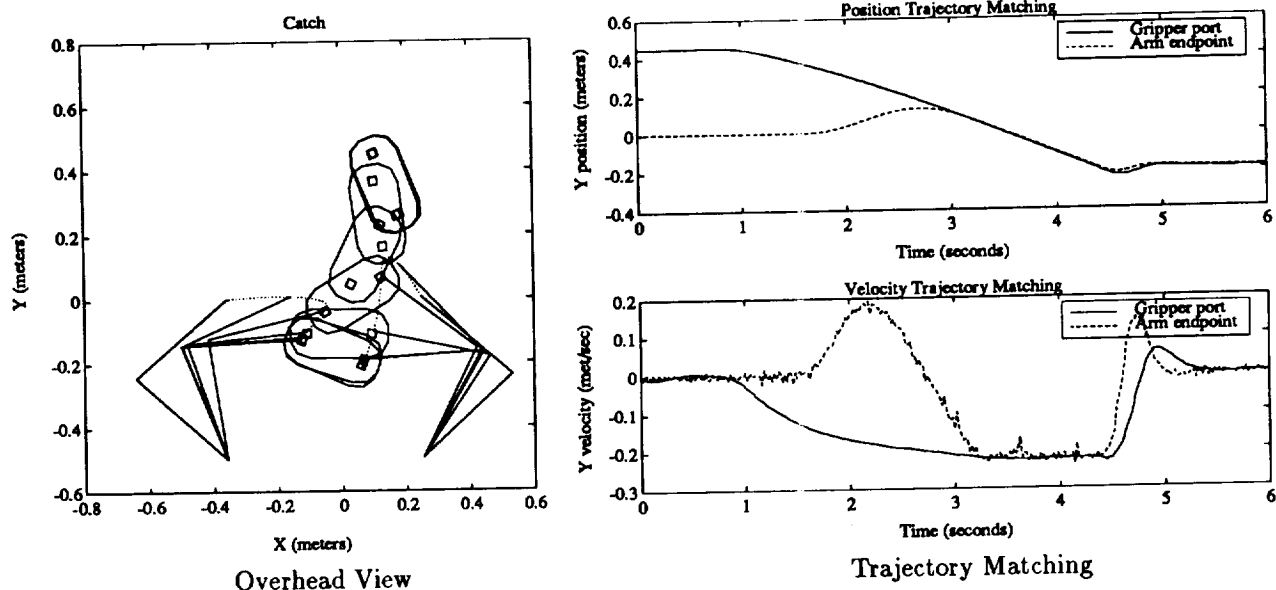 Catch
0.8
0.6
0.4
0.2
0
-0.2
-0.4
-0.6
-0.8 -0.6 -0.4 -0.2 0 0.2 0.4 0.6
Y (meters)
X (meters)
Overhead View
Position Trajectory Matching
Gripper port
Arm endpoint
0.6
0.4
0.2
0
-0.2
-0.4
0 1 2 3 4 5 6
Y position (meters)
Time (seconds)
Velocity Trajectory Matching
Gripper port
Arm endpoint
0.2
0.1
0
-0.1
-0.2
-0.3
0 1 2 3 4 5 6
Y velocity (met/sec)
Time (seconds)
Trajectory Matching